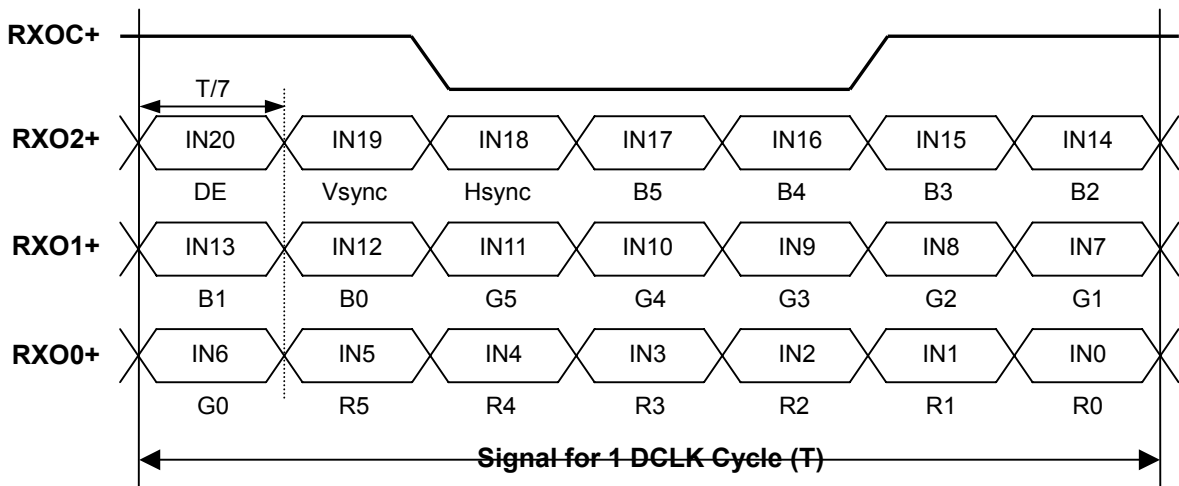 RXOC+
T/7
RXO2+ IN20 IN19 IN18 IN17 IN16 IN15 IN14
DE Vsync Hsync B5 B4 B3 B2
RXO1+ IN13 IN12 IN11 IN10 IN9 IN8 IN7
B1 B0 G5 G4 G3 G2 G1
RXO0+ IN6 IN5 IN4 IN3 IN2 IN1 IN0
G0 R5 R4 R3 R2 R1 R0
Signal for 1 DCLK Cycle (T)